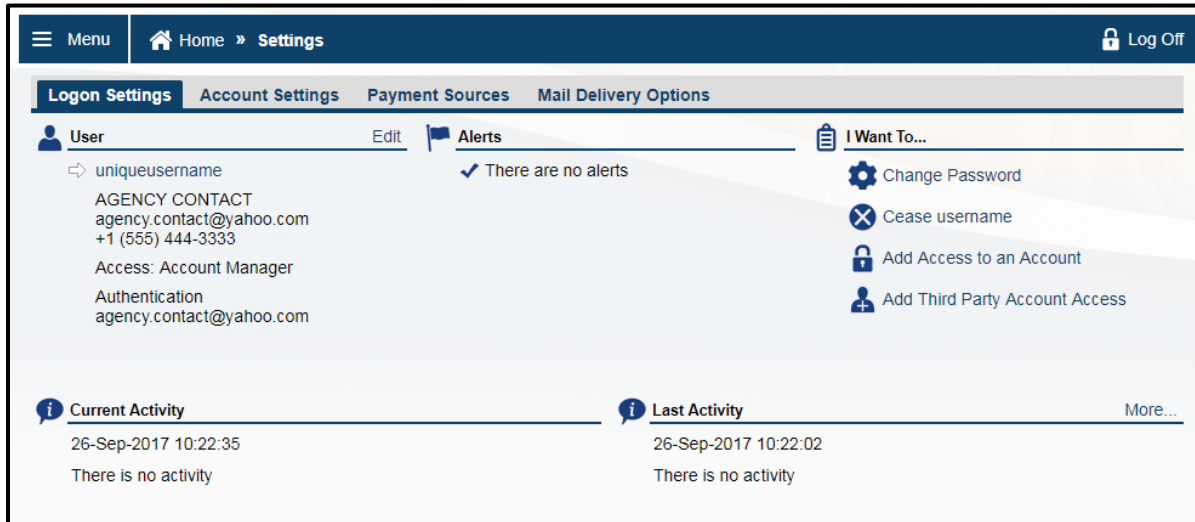 Menu
Home » Settings
Log Off
Logon Settings
Account Settings
Payment Sources
Mail Delivery Options
User
Edit
uniqueusername
AGENCY CONTACT
agency.contact@yahoo.com
+1 (555) 444-3333
Access: Account Manager
Authentication
agency.contact@yahoo.com
Alerts
There are no alerts
I Want To...
Change Password
Cease username
Add Access to an Account
Add Third Party Account Access
Current Activity
26-Sep-2017 10:22:35
There is no activity
Last Activity
More...
26-Sep-2017 10:22:02
There is no activity